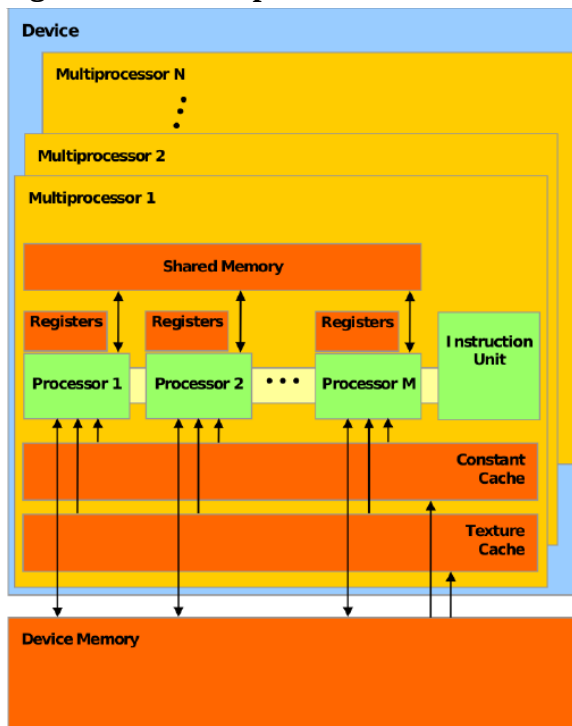 Device
Multiprocessor N
Multiprocessor 2
Multiprocessor 1
Shared Memory
Registers
Registers
Registers
Instruction
Unit
Processor 1
Processor 2
Processor M
Constant
Cache
Texture
Cache
Device Memory